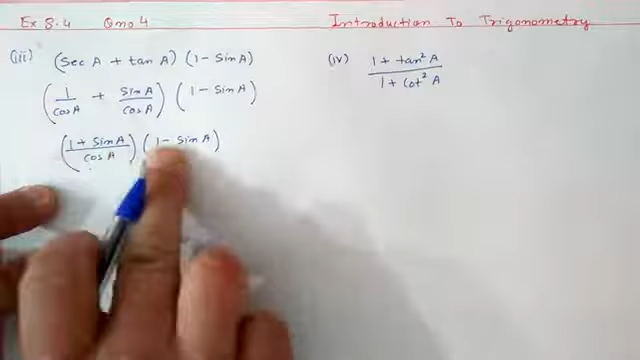 Ex 8.4 Qno 4 Introduction To Trigonometry
(iii) (Sec A + tan A) (1 - Sin A)
(1/cos A + Sin A/cos A) (1 - Sin A)
(1 + Sin A/cos A) (1 - Sin A)
(iv) 1 + tan² A / 1 + Cot² A